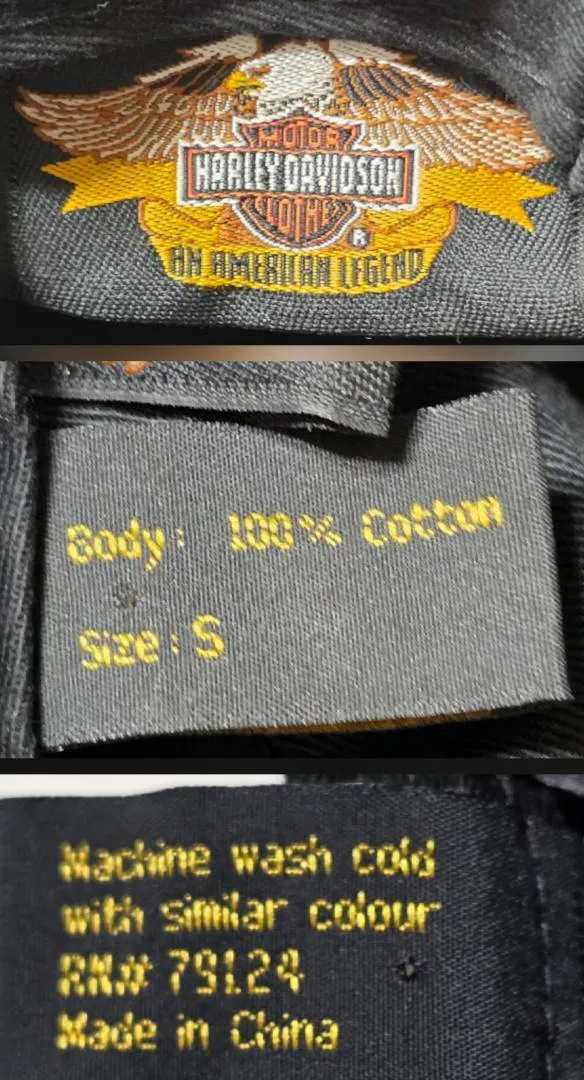 MOTOR
HARLEY-DAVIDSON
CLOTHES
®
AN AMERICAN LEGEND
Body: 100% Cotton
Size: S
Machine wash cold
with similar colour
RN# 79124
Made in China